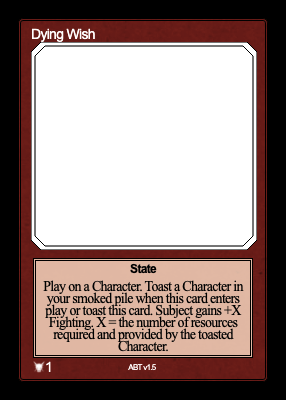 Dying Wish
State
Play on a Character. Toast a Character in
your smoked pile when this card enters
play or toast this card. Subject gains +X
Fighting. X = the number of resources
required and provided by the toasted
Character.
1
ABT v1.5